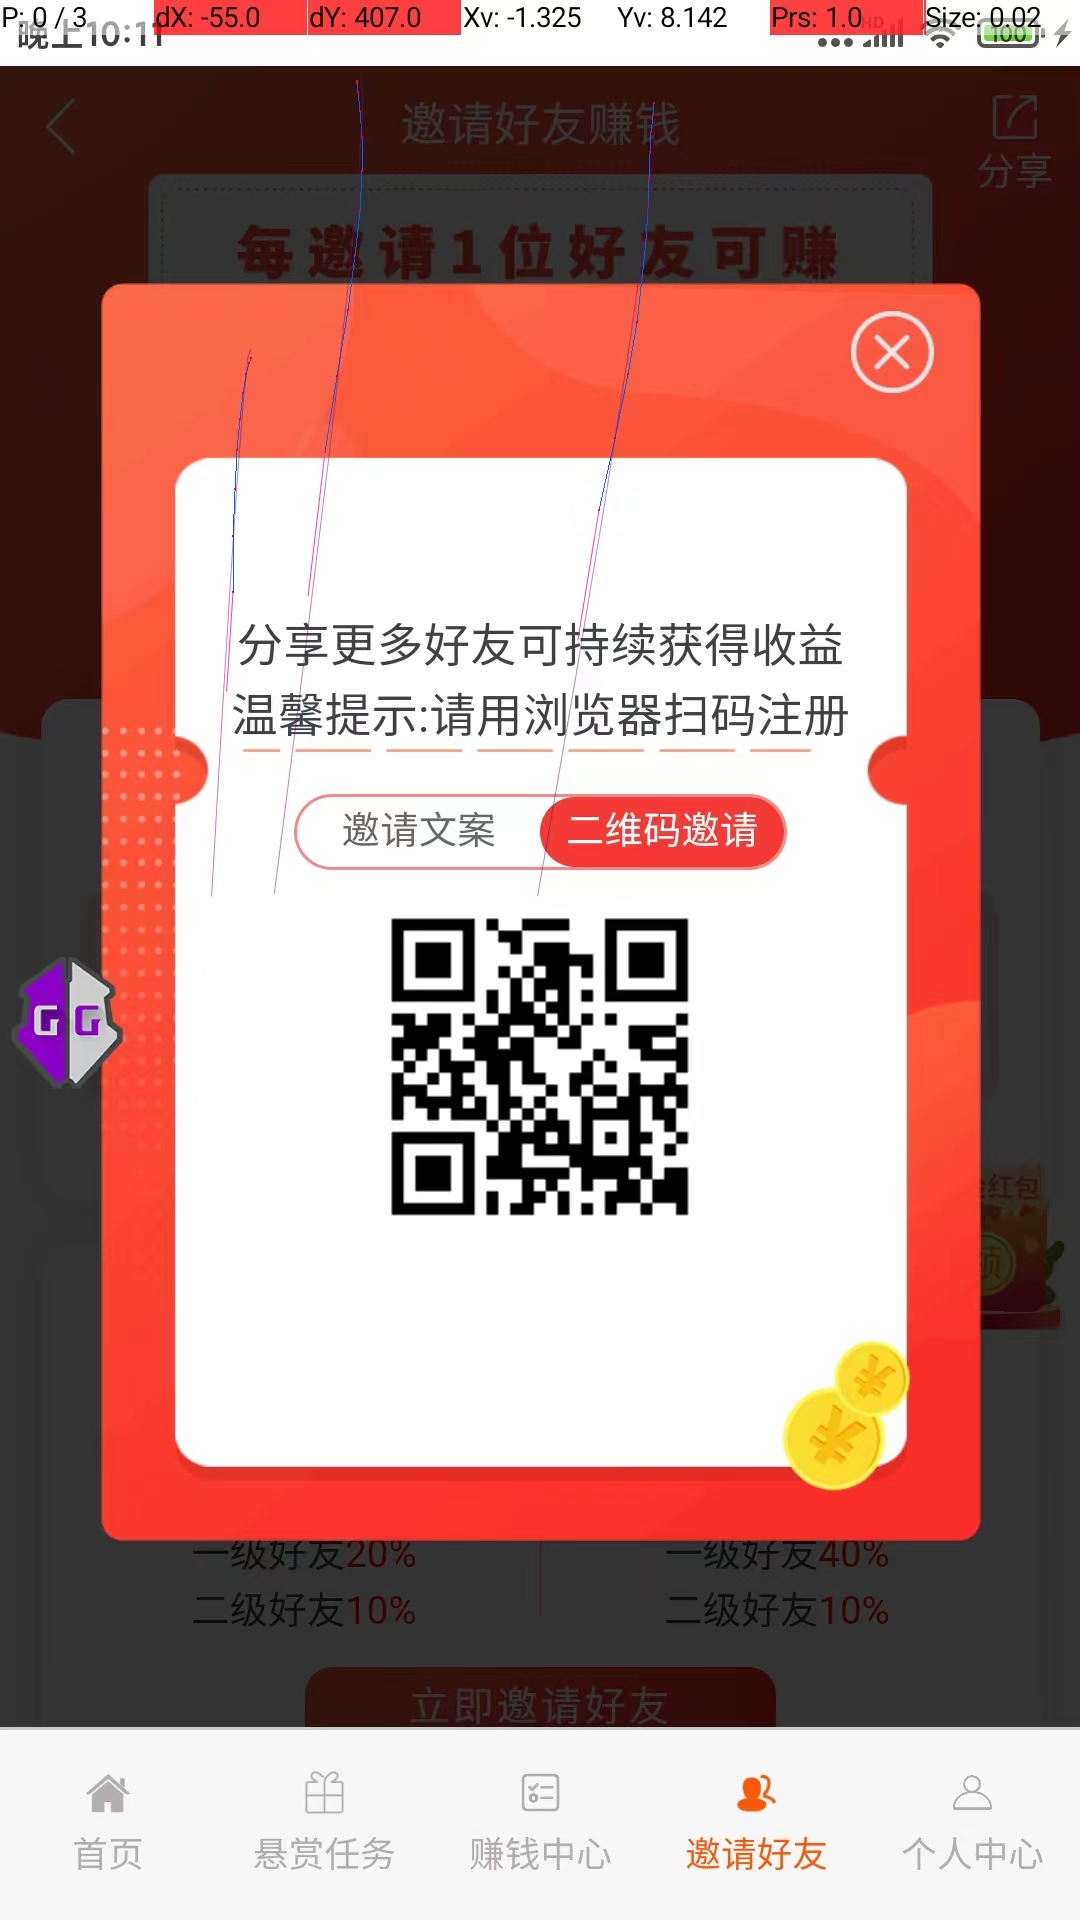 P: 0 / 3 dX: -55.0 dY: 407.0 Xv: -1.325 Yv: 8.142 Prs: 1.0 Size: 0.02
晚上10:11 HD 100
邀请好友赚钱
分享
每邀请1位好友可赚
分享更多好友可持续获得收益
温馨提示:请用浏览器扫码注册
邀请文案 二维码邀请
GG
红包
领
¥
¥
一级好友20% 一级好友40%
二级好友10% 二级好友10%
立即邀请好友
首页 悬赏任务 赚钱中心 邀请好友 个人中心